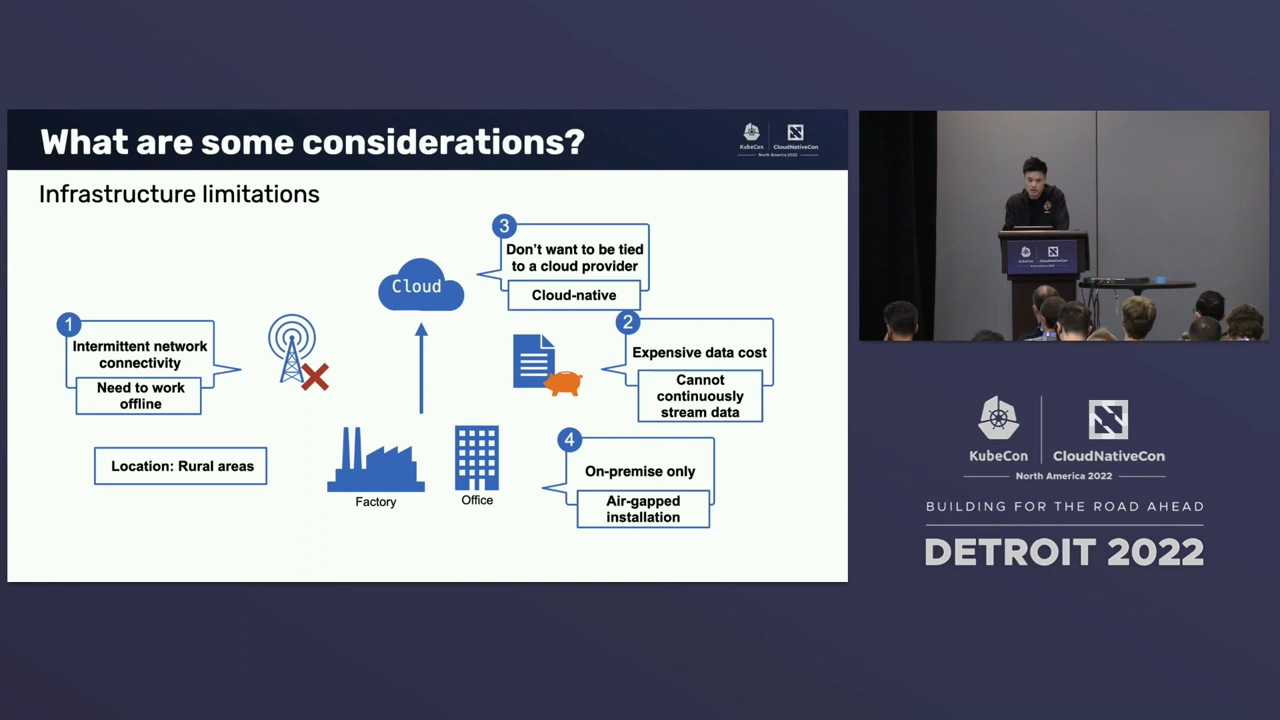 What are some considerations?
KubeCon
CloudNativeCon
North America 2022
Infrastructure limitations
3
Don't want to be tied
to a cloud provider
Cloud-native
Cloud
1
Intermittent network
connectivity
Need to work
offline
2
Expensive data cost
Cannot
continuously
stream data
4
On-premise only
Air-gapped
installation
Location: Rural areas
Factory
Office
KubeCon
CloudNativeCon
KubeCon
CloudNativeCon
North America 2022
BUILDING FOR THE ROAD AHEAD
DETROIT 2022